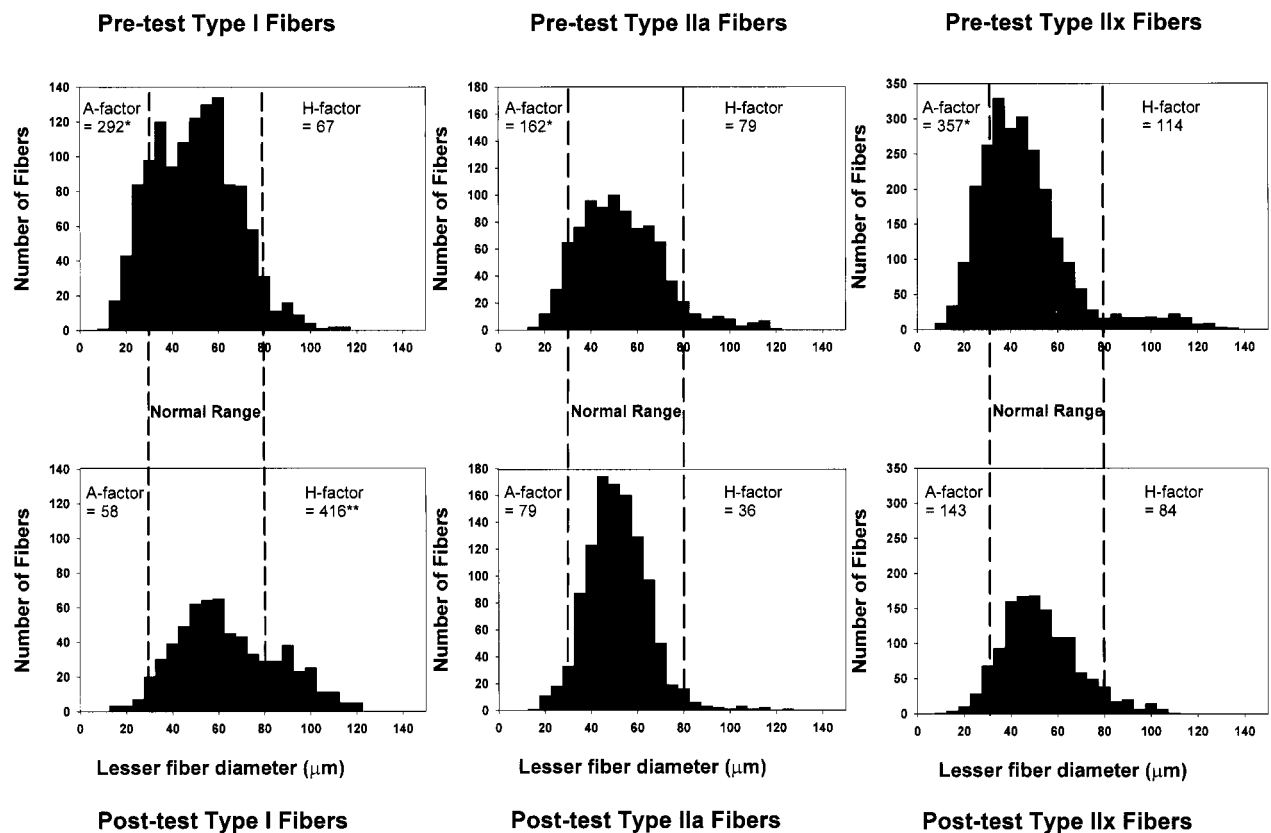 Pre-test Type I Fibers
Pre-test Type IIa Fibers
Pre-test Type IIx Fibers
Number of Fibers
140
120
100
80
60
40
20
0
A-factor
= 292*
H-factor
= 67
0 20 40 60 80 100 120 140
Number of Fibers
180
160
140
120
100
80
60
40
20
0
A-factor
= 162*
H-factor
= 79
0 20 40 60 80 100 120 140
Number of Fibers
350
300
250
200
150
100
50
0
A-factor
= 357*
H-factor
= 114
0 20 40 60 80 100 120 140
Normal Range
Normal Range
Normal Range
Number of Fibers
140
120
100
80
60
40
20
0
A-factor
= 58
H-factor
= 416**
0 20 40 60 80 100 120 140
Number of Fibers
180
160
140
120
100
80
60
40
20
0
A-factor
= 79
H-factor
= 36
0 20 40 60 80 100 120 140
Number of Fibers
350
300
250
200
150
100
50
0
A-factor
= 143
H-factor
= 84
0 20 40 60 80 100 120 140
Lesser fiber diameter (μm)
Lesser fiber diameter (μm)
Lesser fiber diameter (μm)
Post-test Type I Fibers
Post-test Type IIa Fibers
Post-test Type IIx Fibers